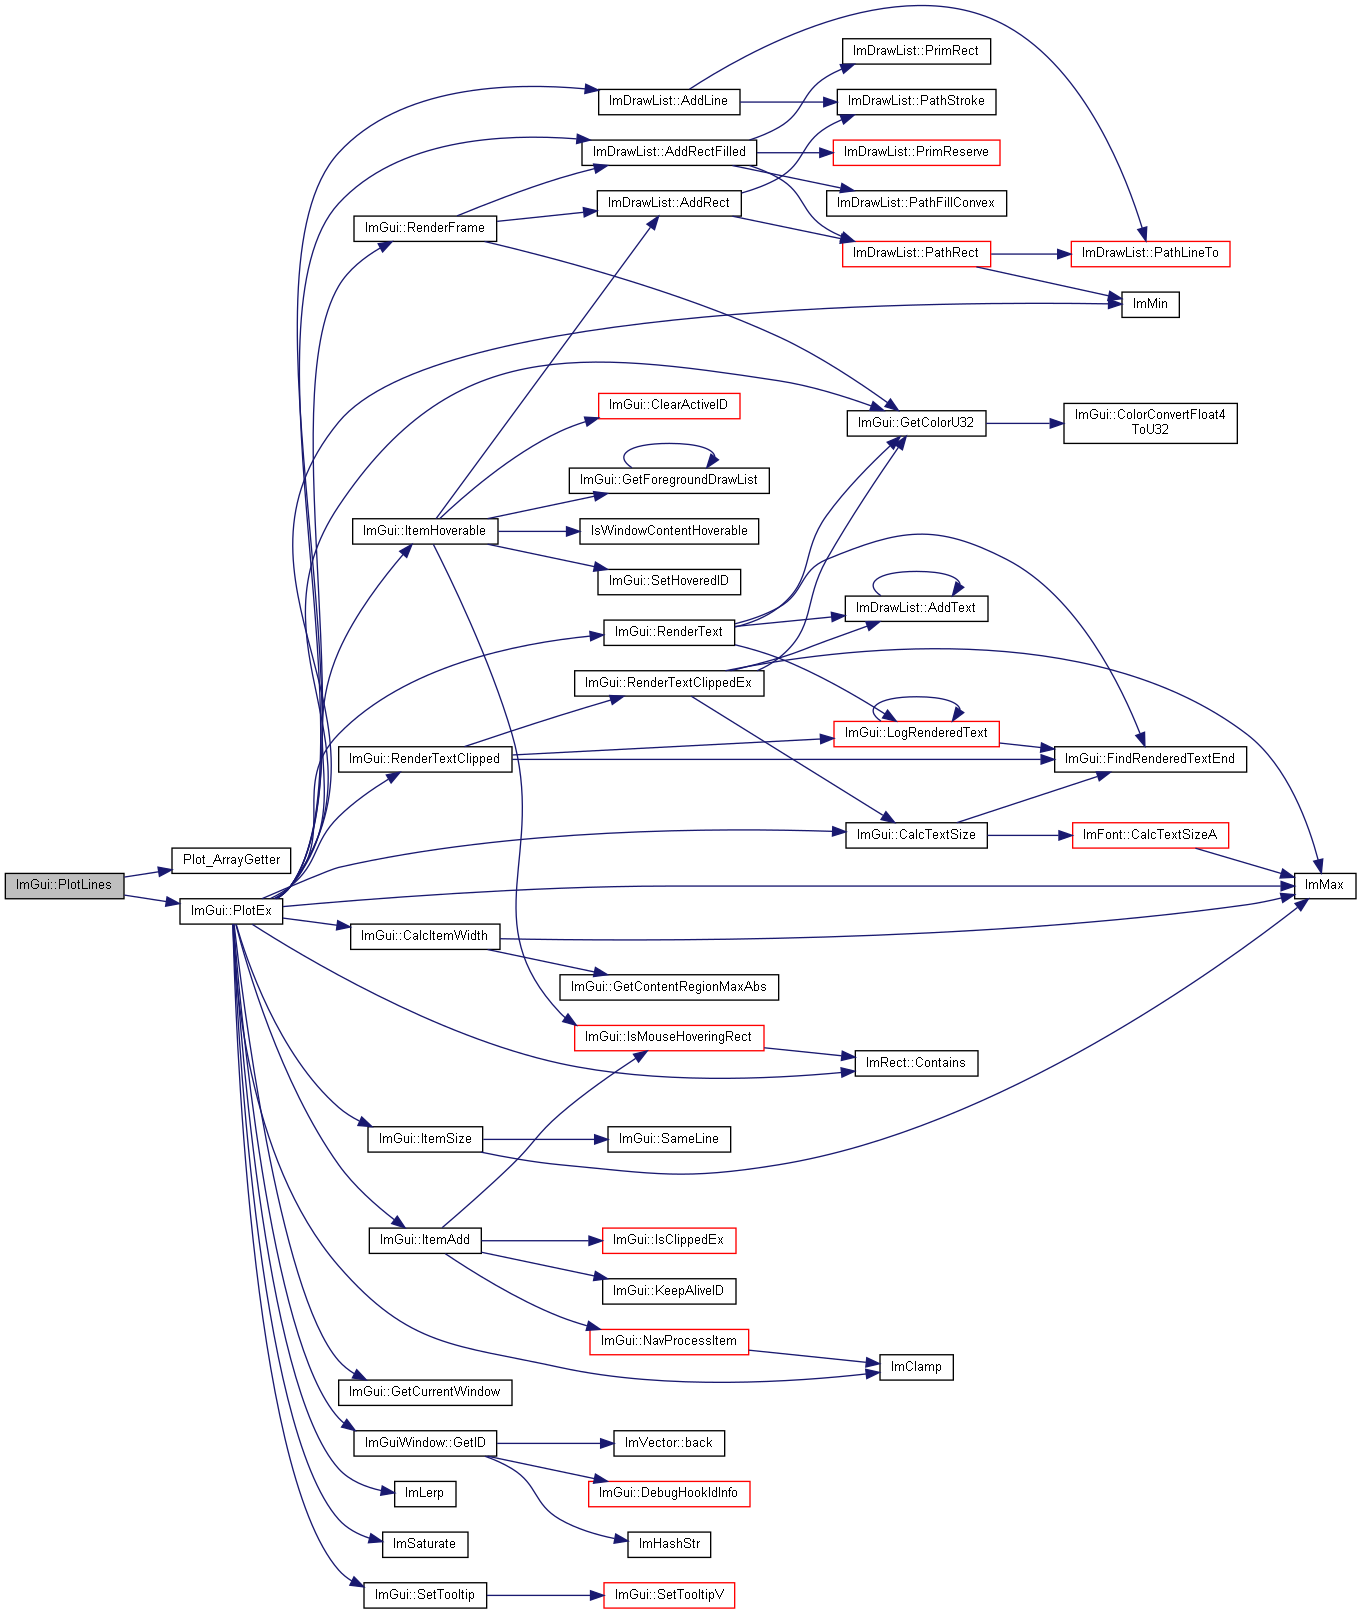 ImDrawList::PrimRect
ImDrawList::AddLine
ImDrawList::PathStroke
ImDrawList::AddRectFilled
ImDrawList::PrimReserve
ImDrawList::AddRect
ImDrawList::PathFillConvex
ImGui::RenderFrame
ImDrawList::PathRect
ImDrawList::PathLineTo
ImMin
ImGui::ClearActiveID
ImGui::GetColorU32
ImGui::ColorConvertFloat4
ToU32
ImGui::GetForegroundDrawList
ImGui::ItemHoverable
IsWindowContentHoverable
ImGui::SetHoveredID
ImDrawList::AddText
ImGui::RenderText
ImGui::RenderTextClippedEx
ImGui::LogRenderedText
ImGui::RenderTextClipped
ImGui::FindRenderedTextEnd
ImGui::CalcTextSize
ImFont::CalcTextSizeA
Plot_ArrayGetter
ImGui::PlotLines
ImMax
ImGui::PlotEx
ImGui::CalcItemWidth
ImGui::GetContentRegionMaxAbs
ImGui::IsMouseHoveringRect
ImRect::Contains
ImGui::ItemSize
ImGui::SameLine
ImGui::ItemAdd
ImGui::IsClippedEx
ImGui::KeepAliveID
ImGui::NavProcessItem
ImClamp
ImGui::GetCurrentWindow
ImGuiWindow::GetID
ImVector::back
ImLerp
ImGui::DebugHookIdInfo
ImSaturate
ImHashStr
ImGui::SetTooltip
ImGui::SetTooltipV